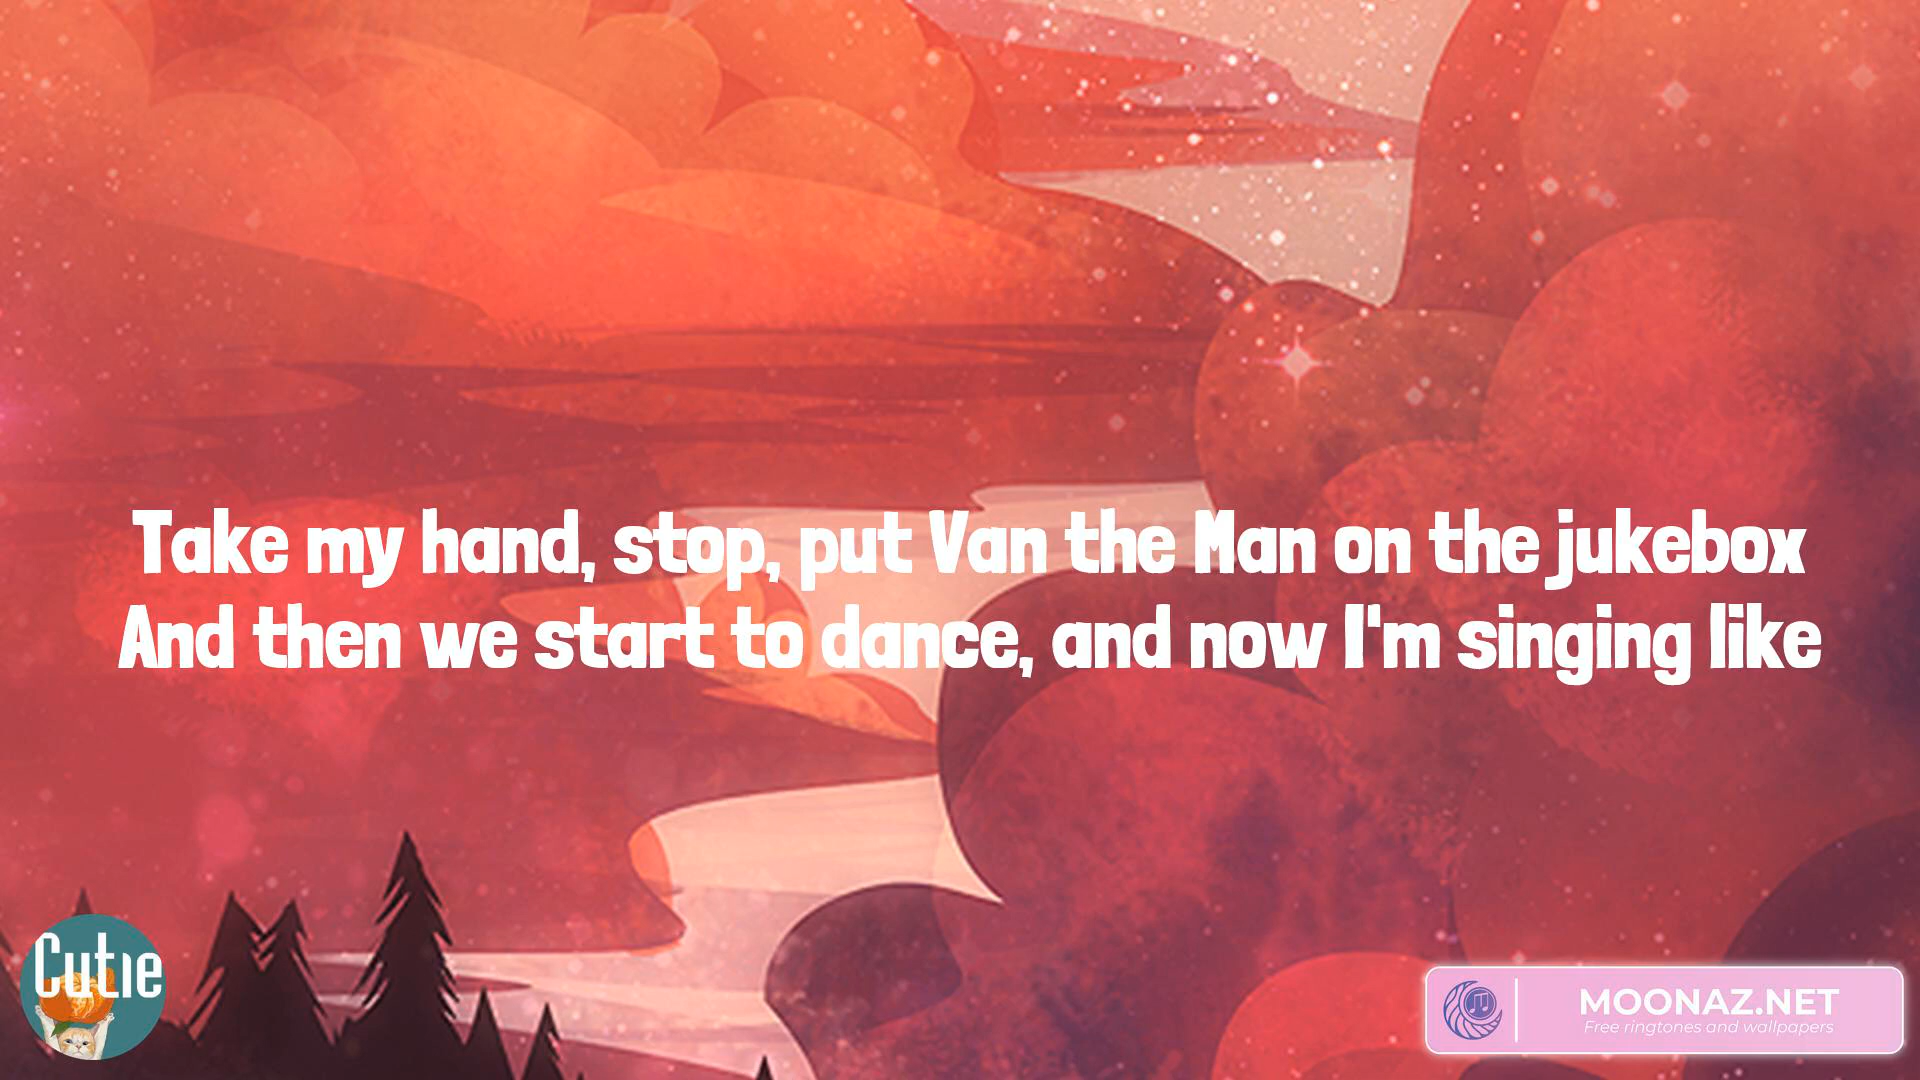 Take my hand, stop, put Van the Man on the jukebox
And then we start to dance, and now I'm singing like
Cutie
MOONAZ.NET
Free ringtones and wallpapers